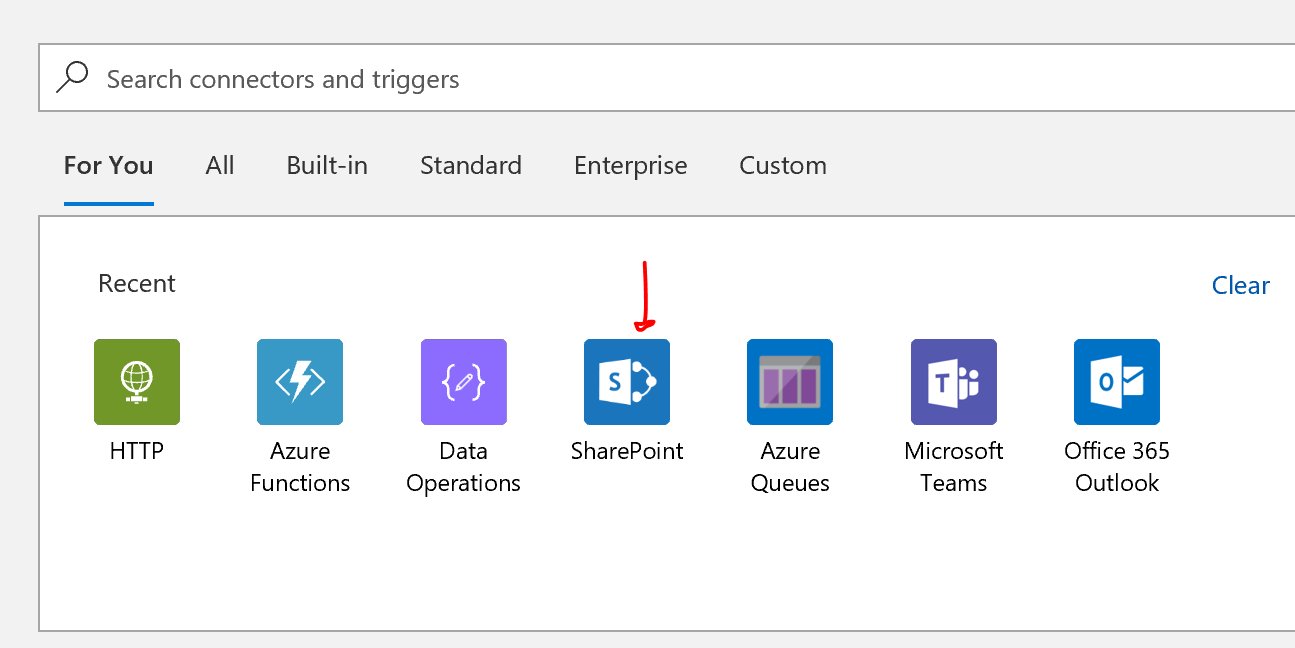 Search connectors and triggers
For You All Built-in Standard Enterprise Custom
Recent Clear
HTTP
Azure Functions
Data Operations
S
SharePoint
Azure Queues
T
Microsoft Teams
O
Office 365 Outlook